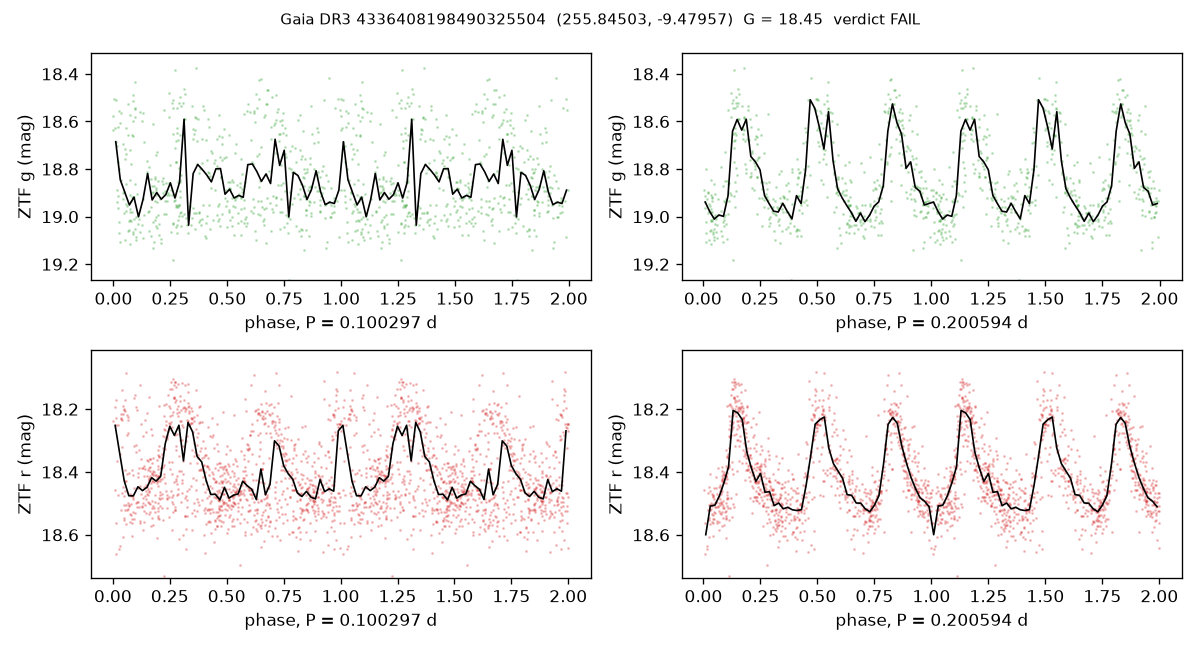 Gaia DR3 4336408198490325504  (255.84503, -9.47957)  G = 18.45  verdict FAIL
ZTF g (mag)
18.4
18.6
18.8
19.0
19.2
0.00 0.25 0.50 0.75 1.00 1.25 1.50 1.75 2.00
phase, P = 0.100297 d
ZTF g (mag)
18.4
18.6
18.8
19.0
19.2
0.00 0.25 0.50 0.75 1.00 1.25 1.50 1.75 2.00
phase, P = 0.200594 d
ZTF r (mag)
18.2
18.4
18.6
0.00 0.25 0.50 0.75 1.00 1.25 1.50 1.75 2.00
phase, P = 0.100297 d
ZTF r (mag)
18.2
18.4
18.6
0.00 0.25 0.50 0.75 1.00 1.25 1.50 1.75 2.00
phase, P = 0.200594 d